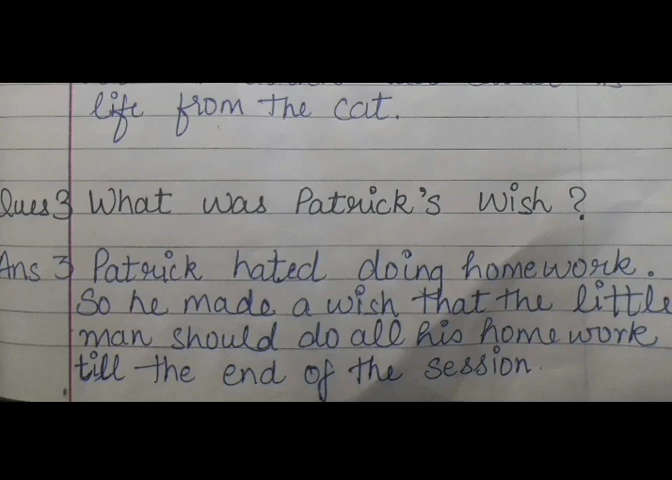 life from the cat.
Ques 3 What was Patrick's wish?
Ans 3 Patrick hated doing homework.
So he made a wish that the little
man should do all his homework
till the end of the session.